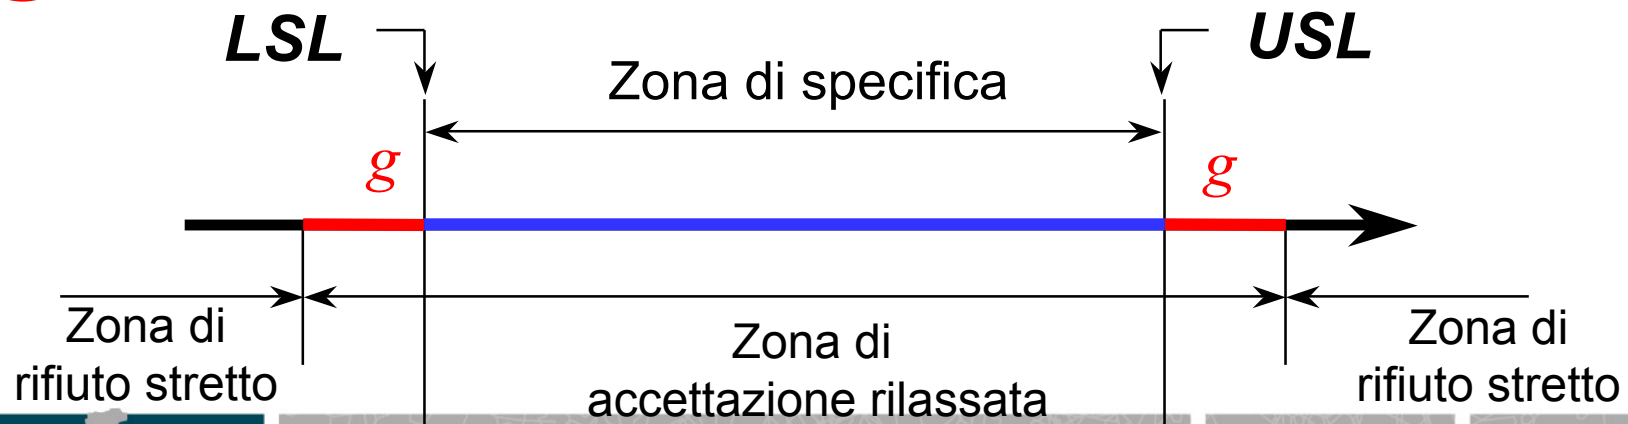 LSL
USL
Zona di specifica
g
g
Zona di
rifiuto stretto
Zona di
accettazione rilassata
Zona di
rifiuto stretto